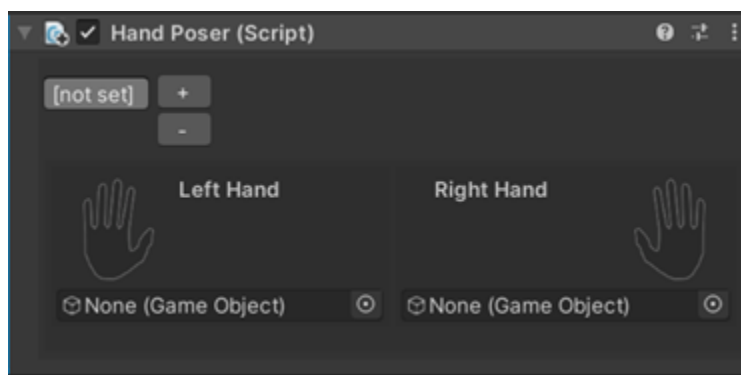 Hand Poser (Script)
[not set] +
-
Left Hand Right Hand
None (Game Object) None (Game Object)